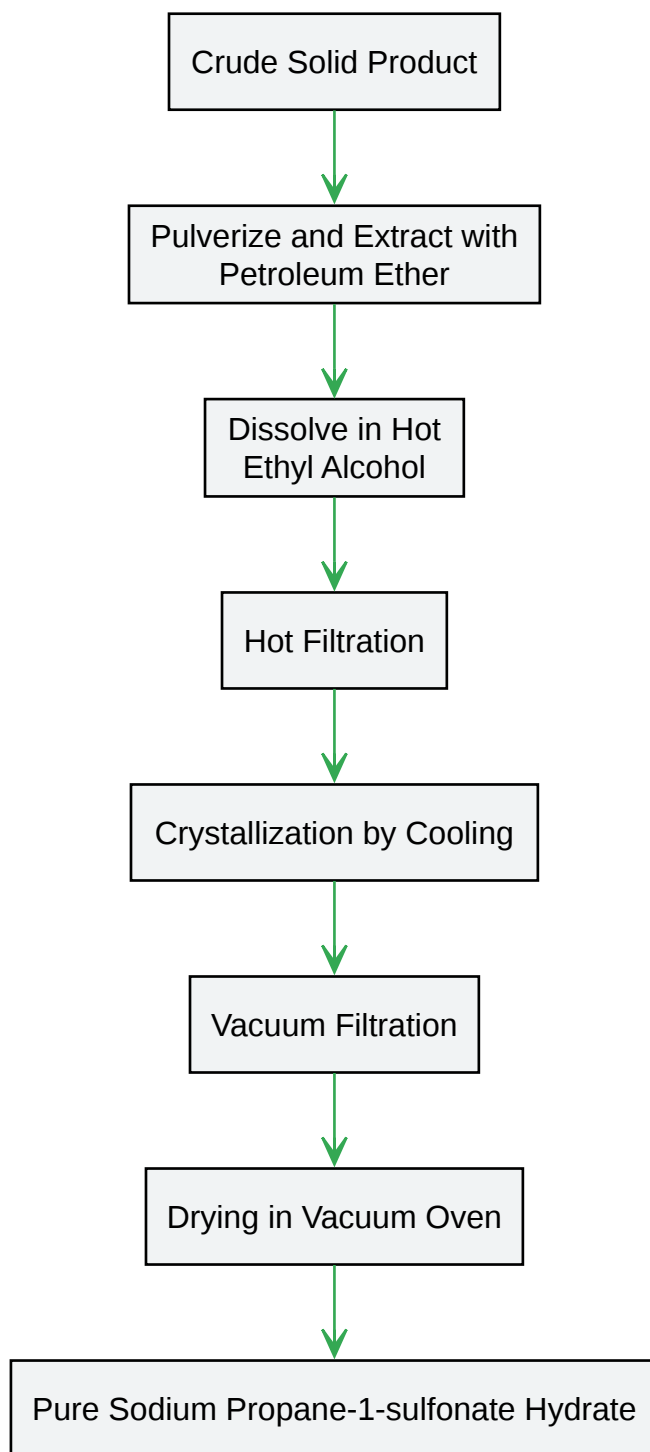 Crude Solid Product
Pulverize and Extract with
Petroleum Ether
Dissolve in Hot
Ethyl Alcohol
Hot Filtration
Crystallization by Cooling
Vacuum Filtration
Drying in Vacuum Oven
Pure Sodium Propane-1-sulfonate Hydrate